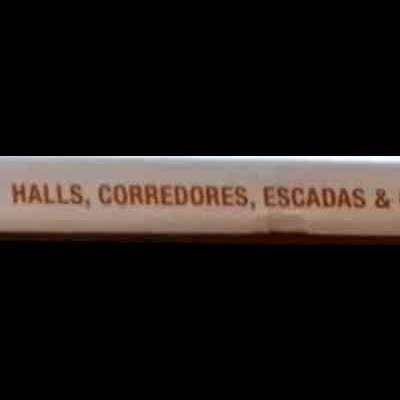 HALLS, CORREDORES, ESCADAS &